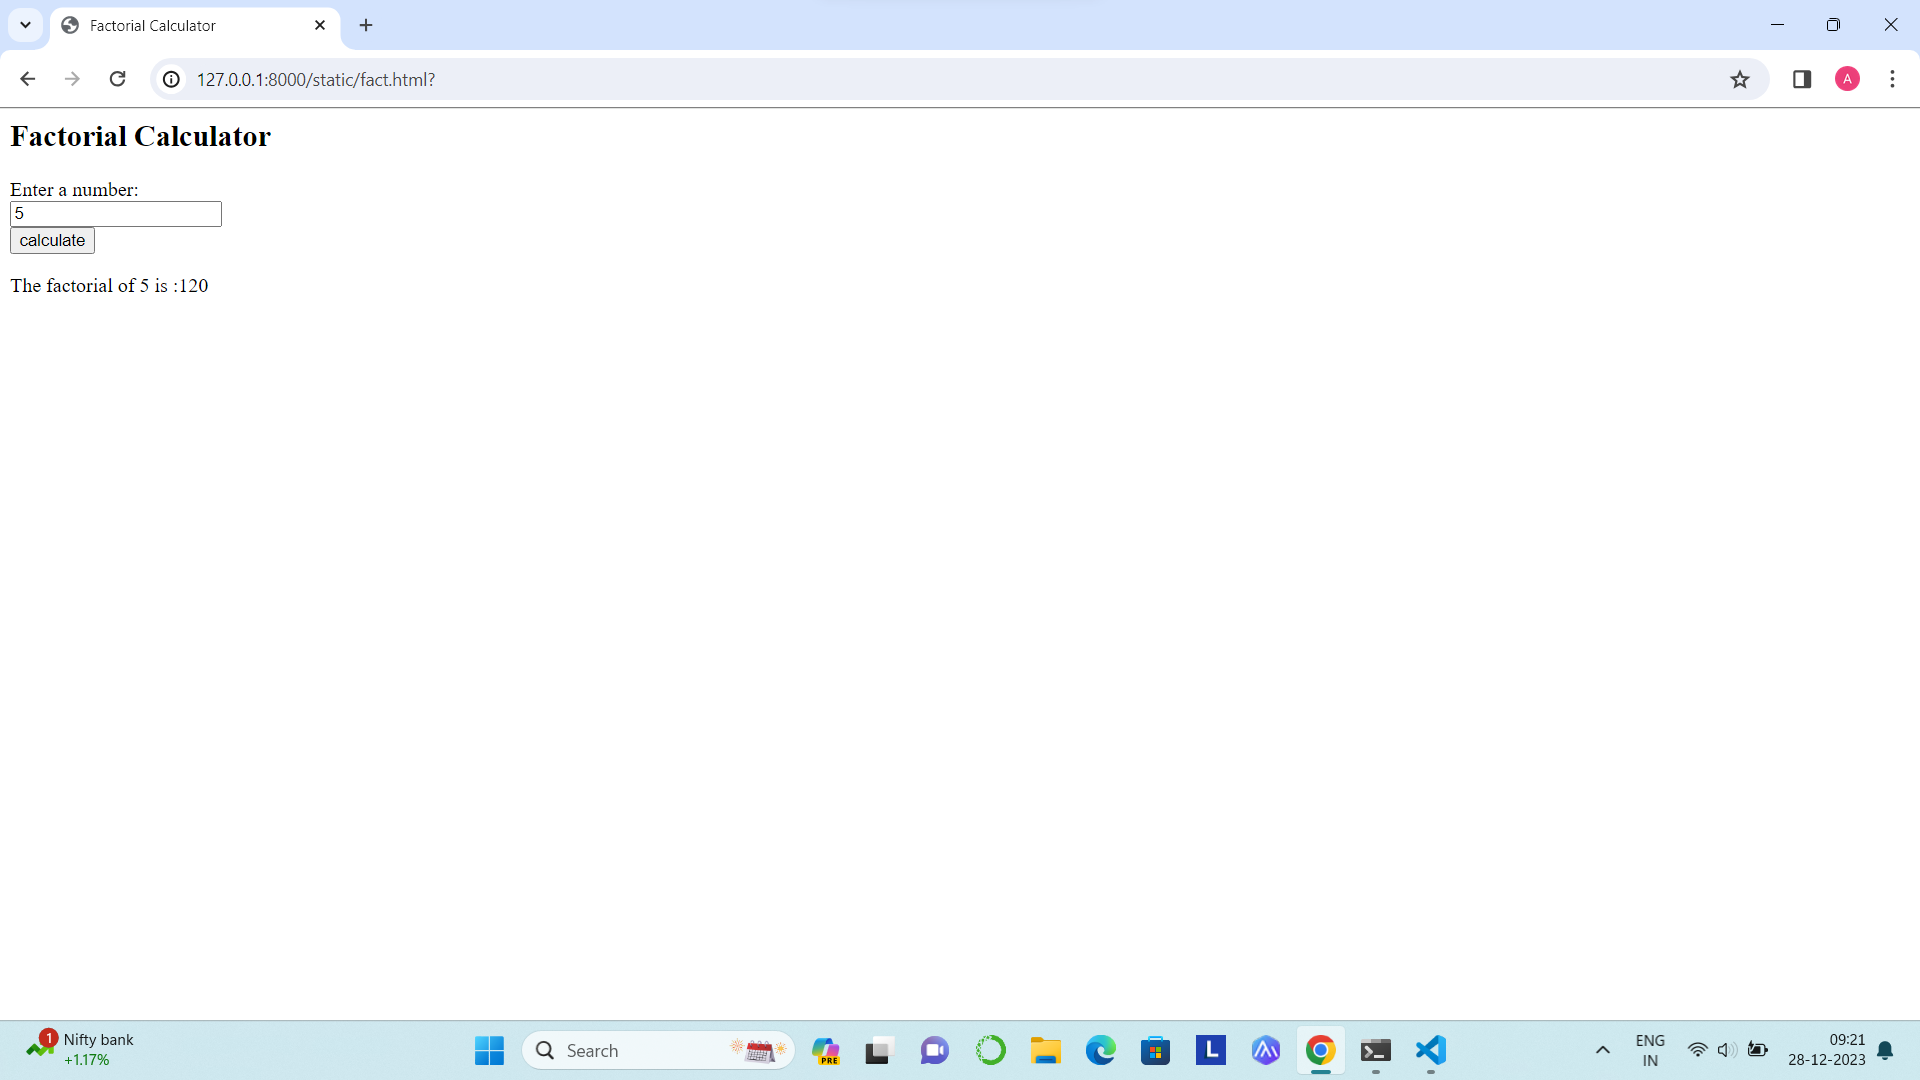 Factorial Calculator
127.0.0.1:8000/static/fact.html?
A
Factorial Calculator
Enter a number:
5
calculate
The factorial of 5 is :120
1
Nifty bank
+1.17%
Search
PRE
L
ENG
IN
09:21
28-12-2023